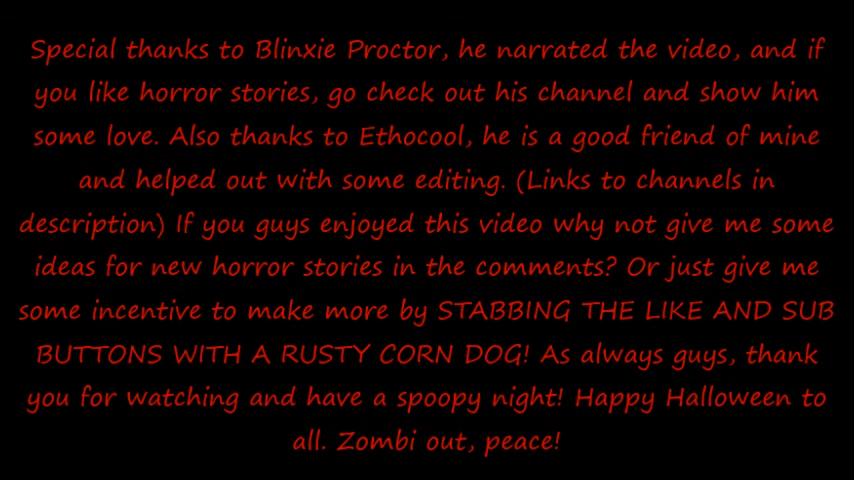 Special thanks to Blinxie Proctor, he narrated the video, and if
you like horror stories, go check out his channel and show him
some love. Also thanks to Ethocool, he is a good friend of mine
and helped out with some editing. (Links to channels in
description) If you guys enjoyed this video why not give me some
ideas for new horror stories in the comments? Or just give me
some incentive to make more by STABBING THE LIKE AND SUB
BUTTONS WITH A RUSTY CORN DOG! As always guys, thank
you for watching and have a spoopy night! Happy Halloween to
all. Zombi out, peace!